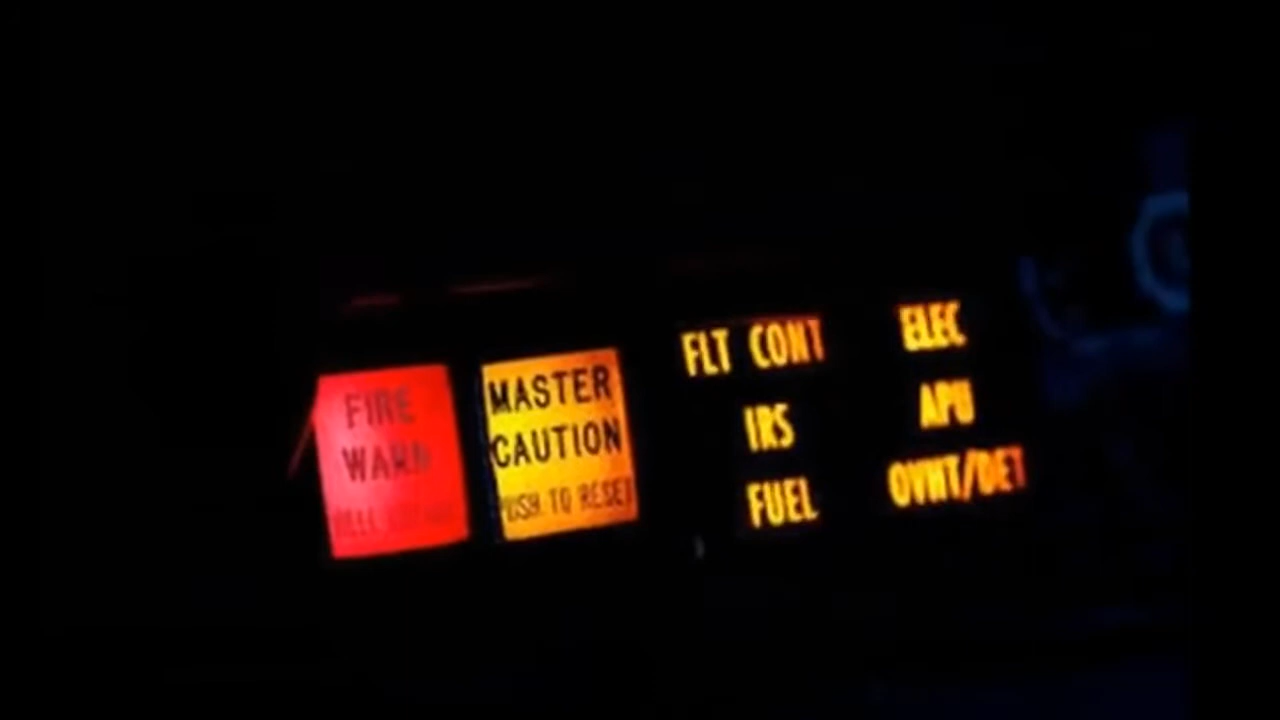 FIRE
WARN
MASTER
CAUTION
PUSH TO RESET
FLT CONT
IRS
FUEL
ELEC
APU
OVHT/DET